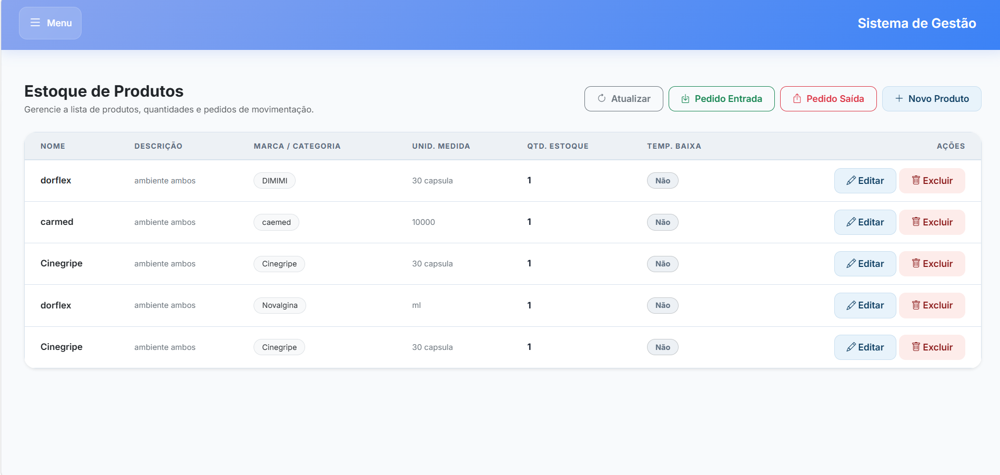 Menu
Sistema de Gestão
Estoque de Produtos
Gerencie a lista de produtos, quantidades e pedidos de movimentação.
Atualizar
Pedido Entrada
Pedido Saída
Novo Produto
NOME DESCRIÇÃO MARCA / CATEGORIA UNID. MEDIDA QTD. ESTOQUE TEMP. BAIXA AÇÕES
dorflex ambiente ambos DIMIMI 30 capsula 1 Não Editar Excluir
carmed ambiente ambos caemed 10000 1 Não Editar Excluir
Cinegripe ambiente ambos Cinegripe 30 capsula 1 Não Editar Excluir
dorflex ambiente ambos Novalgina ml 1 Não Editar Excluir
Cinegripe ambiente ambos Cinegripe 30 capsula 1 Não Editar Excluir